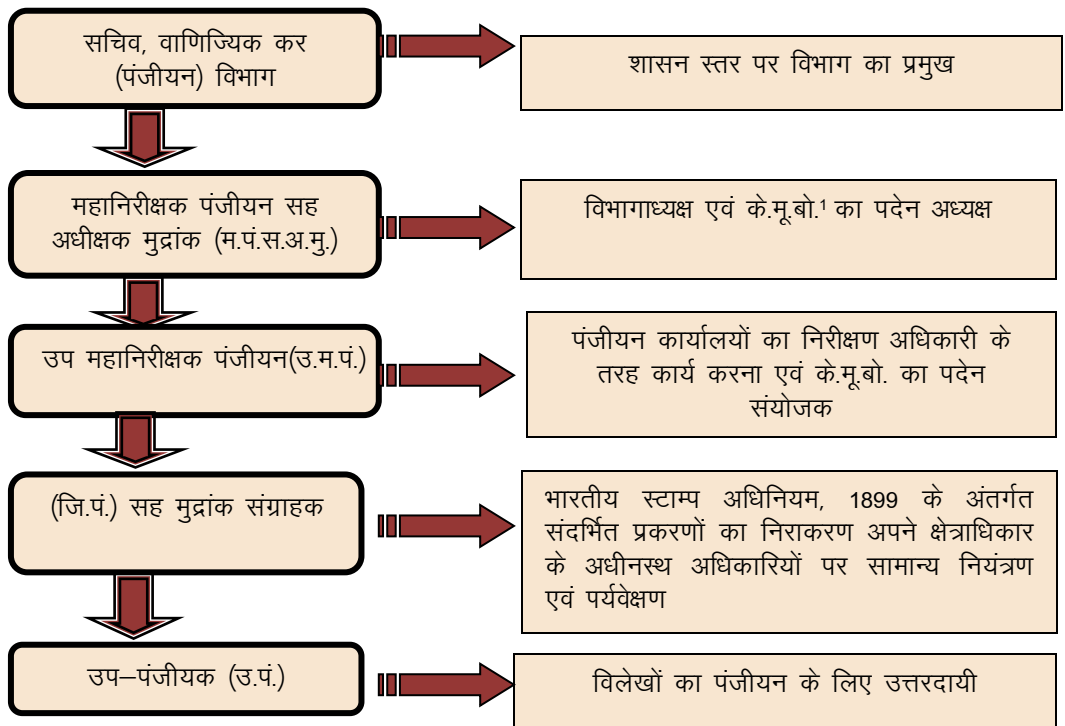 सचिव, वाणिज्यिक कर
(पंजीयन) विभाग
शासन स्तर पर विभाग का प्रमुख
महानिरीक्षक पंजीयन सह
अधीक्षक मुद्रांक (म.पं.स.अ.मु.)
विभागाध्यक्ष एवं के.मू.बो.¹ का पदेन अध्यक्ष
उप महानिरीक्षक पंजीयन(उ.म.पं.)
पंजीयन कार्यालयों का निरीक्षण अधिकारी के
तरह कार्य करना एवं के.मू.बो. का पदेन
संयोजक
(जि.पं.) सह मुद्रांक संग्राहक
भारतीय स्टाम्प अधिनियम, 1899 के अंतर्गत
संदर्भित प्रकरणों का निराकरण अपने क्षेत्राधिकार
के अधीनस्थ अधिकारियों पर सामान्य नियंत्रण
एवं पर्यवेक्षण
उप–पंजीयक (उ.पं.)
विलेखों का पंजीयन के लिए उत्तरदायी